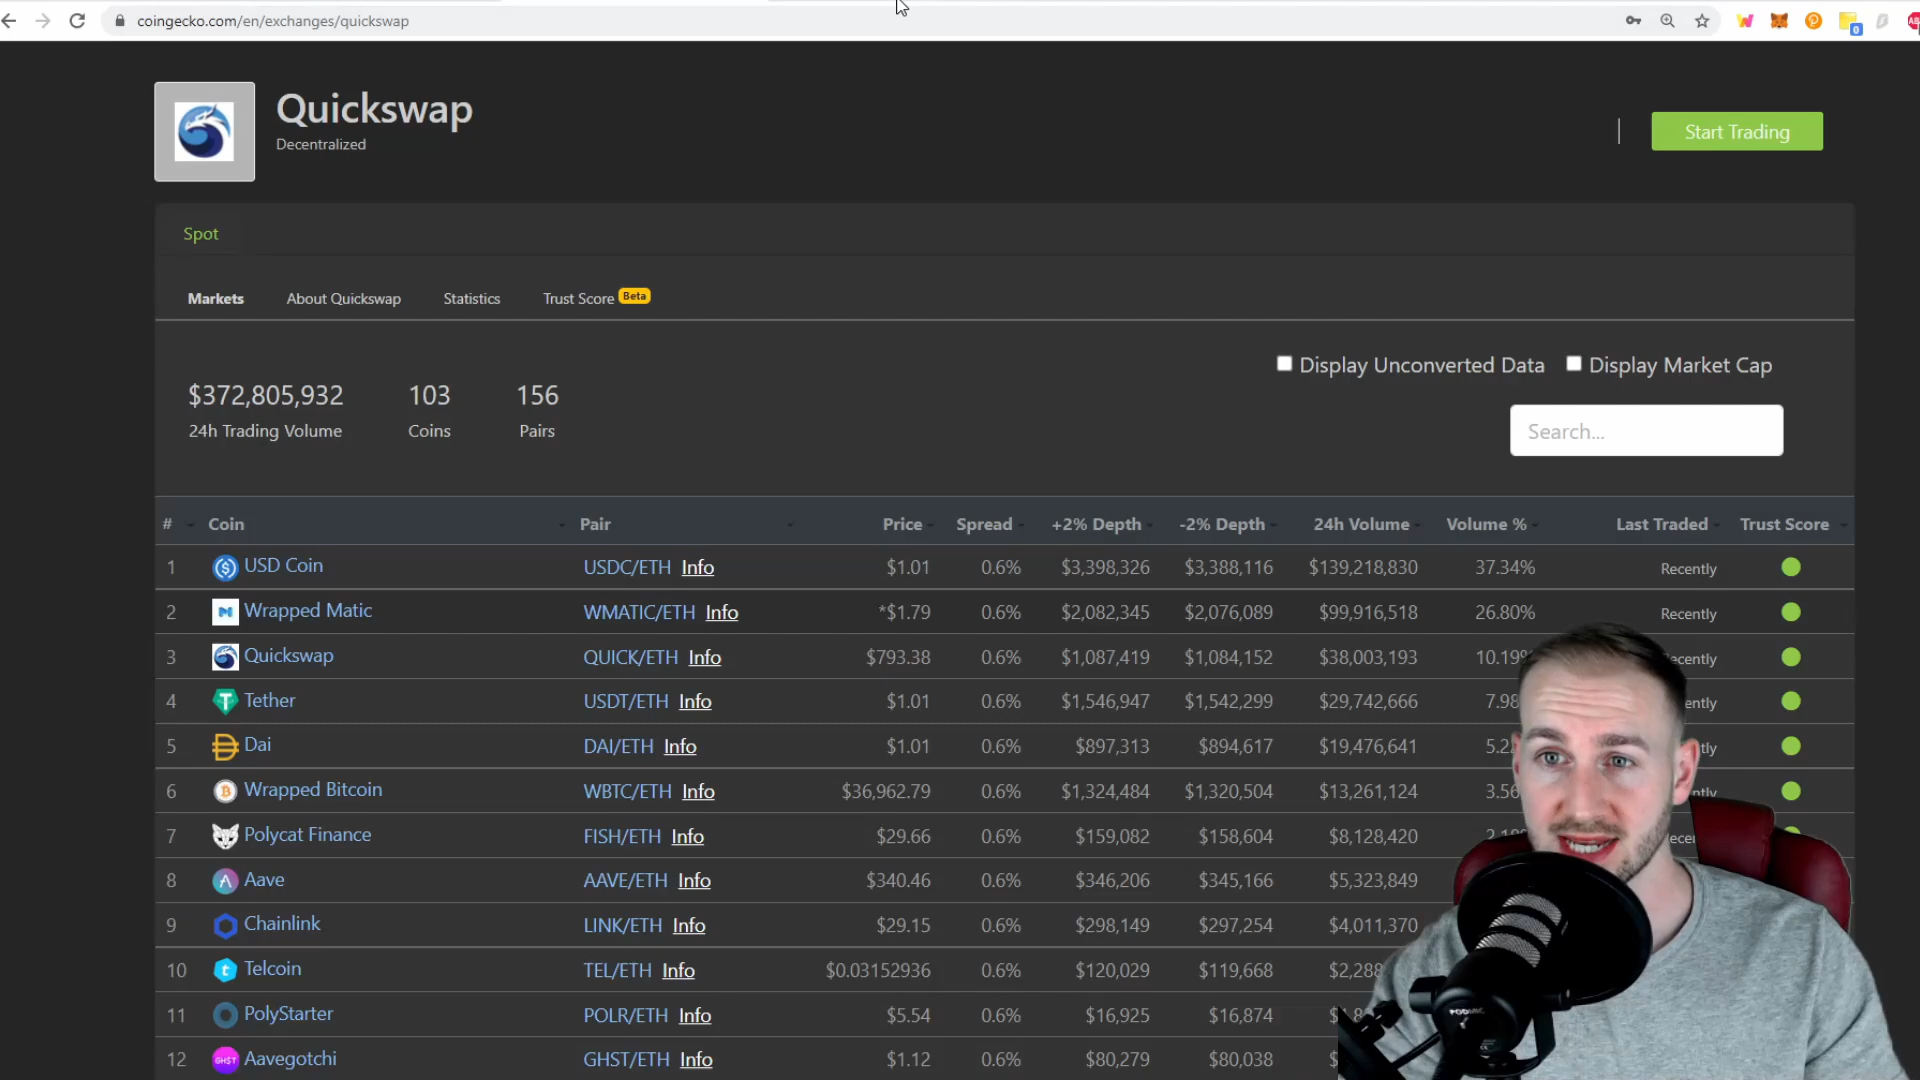 coingecko.com/en/exchanges/quickswap
0
Quickswap
Decentralized
Start Trading
Spot
Markets About Quickswap Statistics Trust Score Beta
Display Unconverted Data Display Market Cap
$372,805,932 103 156
24h Trading Volume Coins Pairs
Search...
# Coin Pair Price Spread +2% Depth -2% Depth 24h Volume Volume % Last Traded Trust Score
1 USD Coin USDC/ETH Info $1.01 0.6% $3,398,326 $3,388,116 $139,218,830 37.34% Recently
2 Wrapped Matic WMATIC/ETH Info *$1.79 0.6% $2,082,345 $2,076,089 $99,916,518 26.80% Recently
3 Quickswap QUICK/ETH Info $793.38 0.6% $1,087,419 $1,084,152 $38,003,193
4 Tether USDT/ETH Info $1.01 0.6% $1,546,947 $1,542,299 $29,742,666
5 Dai DAI/ETH Info $1.01 0.6% $897,313 $894,617 $19,476,641
6 Wrapped Bitcoin WBTC/ETH Info $36,962.79 0.6% $1,324,484 $1,320,504 $13,261,124
7 Polycat Finance FISH/ETH Info $29.66 0.6% $159,082 $158,604 $8,128,420
8 Aave AAVE/ETH Info $340.46 0.6% $346,206 $345,166 $5,323,849
9 Chainlink LINK/ETH Info $29.15 0.6% $298,149 $297,254 $4,011,370
10 Telcoin TEL/ETH Info $0.03152936 0.6% $120,029 $119,668
11 PolyStarter POLR/ETH Info $5.54 0.6% $16,925 $16,874
12 Aavegotchi GHST/ETH Info $1.12 0.6% $80,279 $80,038